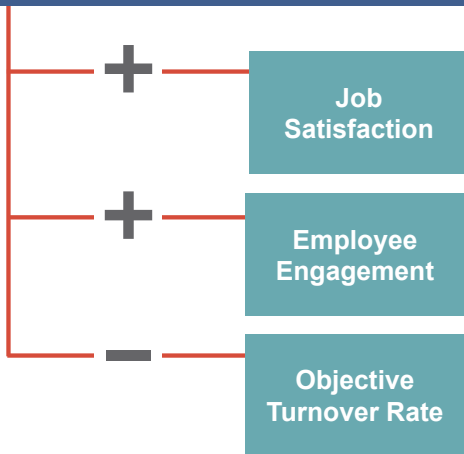 +
Job
Satisfaction
+
Employee
Engagement
−
Objective
Turnover Rate